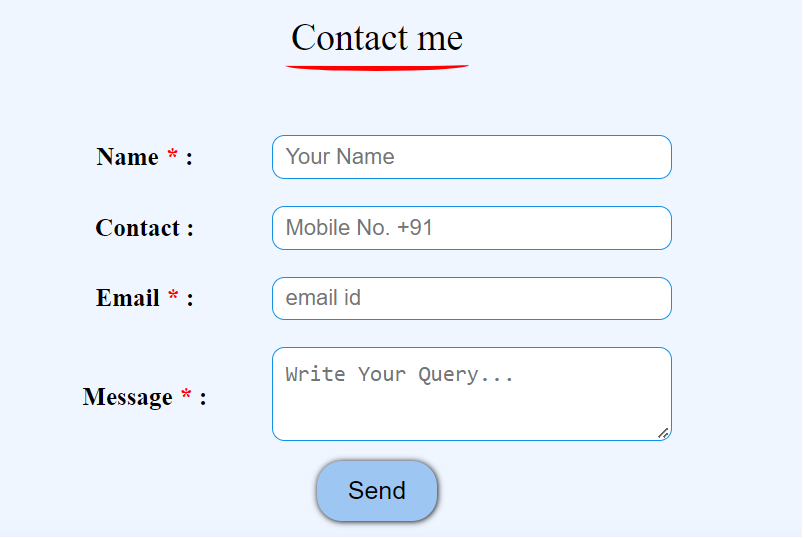 Contact me
Name * : Your Name
Contact : Mobile No. +91
Email * : email id
Message * : Write Your Query...
Send